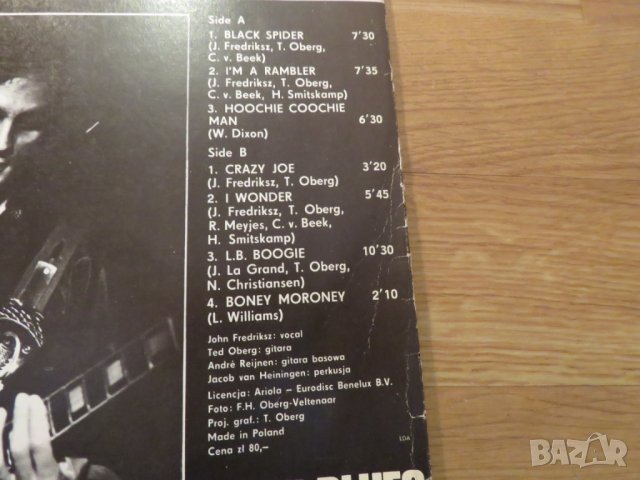 Side A
1. BLACK SPIDER 7'30
(J. Fredriksz, T. Oberg,
C. v. Beek)
2. I'M A RAMBLER 7'35
(J. Fredriksz, T. Oberg,
C. v. Beek, H. Smitskamp)
3. HOOCHIE COOCHIE
MAN 6'30
(W. Dixon)
Side B
1. CRAZY JOE 3'20
(J. Fredriksz, T. Oberg)
2. I WONDER 5'45
(J. Fredriksz, T. Oberg,
R. Meyjes, C. v. Beek,
H. Smitskamp)
3. L.B. BOOGIE 10'30
(J. La Grand, T. Oberg,
N. Christiansen)
4. BONEY MORONEY 2'10
(L. Williams)
John Fredriksz: vocal
Ted Oberg: gitara
André Reijnen: gitara basowa
Jacob van Heiningen: perkusja
Licencja: Ariola – Eurodisc Benelux B.V.
Foto: F.H. Oberg-Veltenaar
Proj. graf.: T. Oberg
Made in Poland
Cena zł 80,–
LDA
BLUES
BAZAR